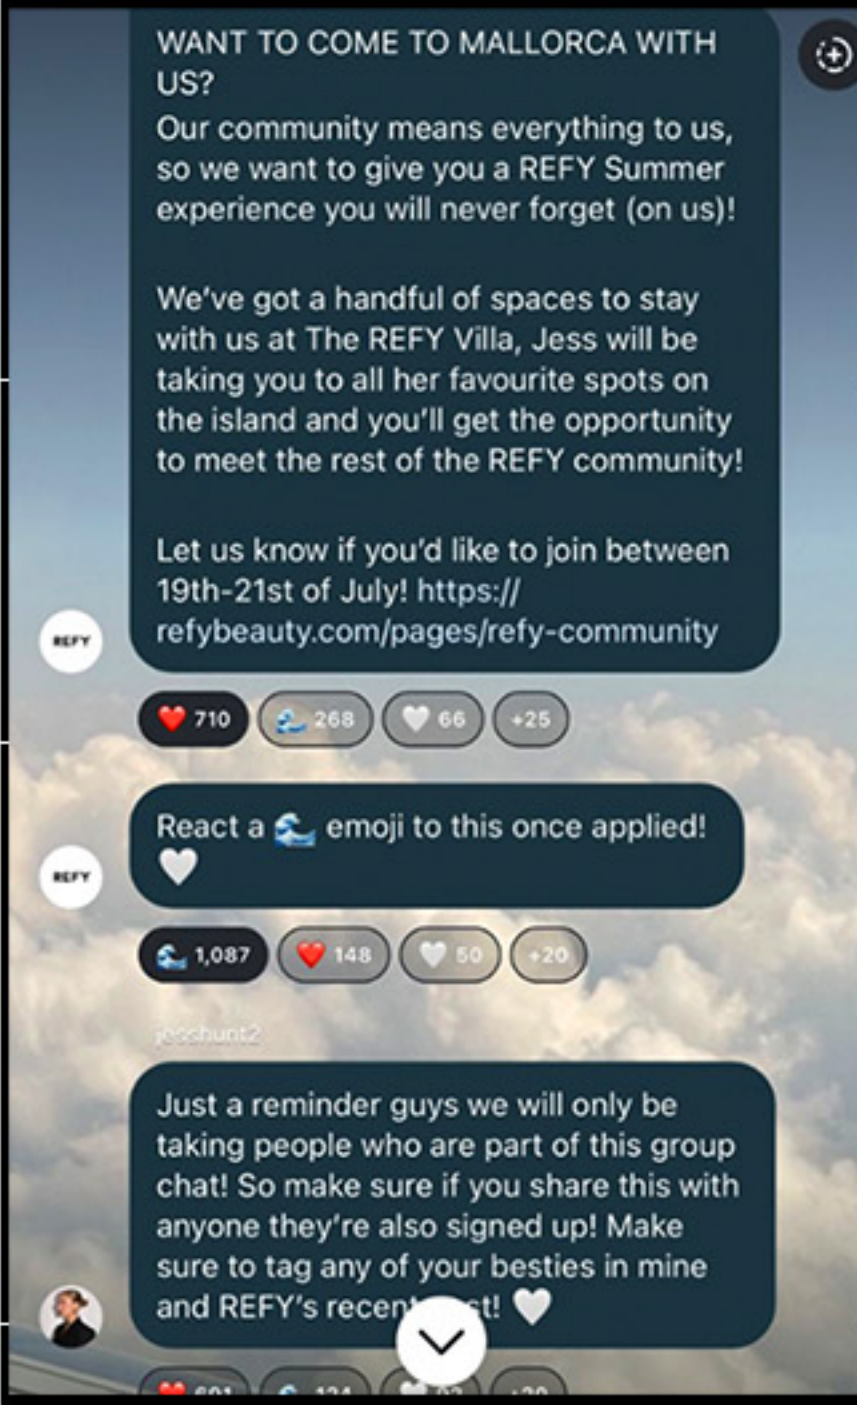 WANT TO COME TO MALLORCA WITH
US?
Our community means everything to us,
so we want to give you a REFY Summer
experience you will never forget (on us)!
We've got a handful of spaces to stay
with us at The REFY Villa, Jess will be
taking you to all her favourite spots on
the island and you'll get the opportunity
to meet the rest of the REFY community!
Let us know if you'd like to join between
19th-21st of July! https://
refybeauty.com/pages/refy-community
REFY
❤️ 710 🌊 268 🤍 66 +25
React a 🌊 emoji to this once applied!
🤍
REFY
🌊 1,087 ❤️ 148 🤍 50 +20
jesshunt2
Just a reminder guys we will only be
taking people who are part of this group
chat! So make sure if you share this with
anyone they're also signed up! Make
sure to tag any of your besties in mine
and REFY's recent 🤍